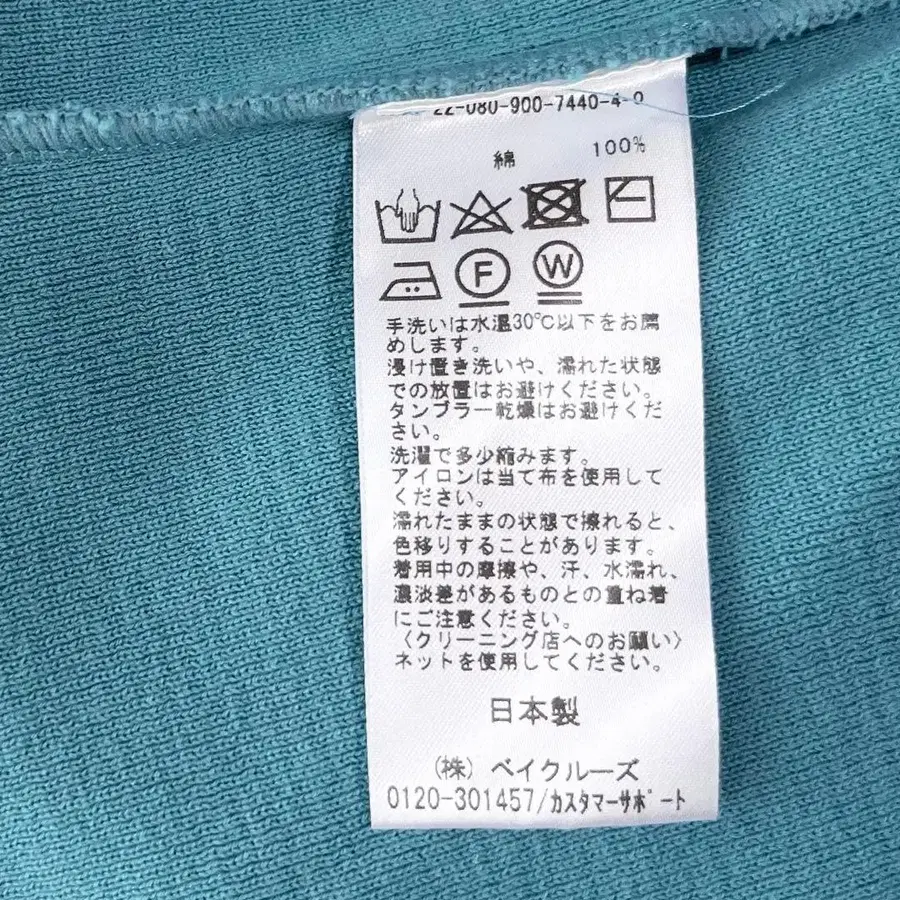 22-080-900-7440-4-0
綿 100%
F W
手洗いは水温30℃以下をお薦
めします。
浸け置き洗いや、濡れた状態
での放置はお避けください。
タンブラー乾燥はお避けくだ
さい。
洗濯で多少縮みます。
アイロンは当て布を使用して
ください。
濡れたままの状態で擦れると、
色移りすることがあります。
着用中の摩擦や、汗、水濡れ、
濃淡差があるものとの重ね着
にご注意ください。
〈クリーニング店へのお願い〉
ネットを使用してください。
日本製
(株) ベイクルーズ
0120-301457/カスタマーサポート